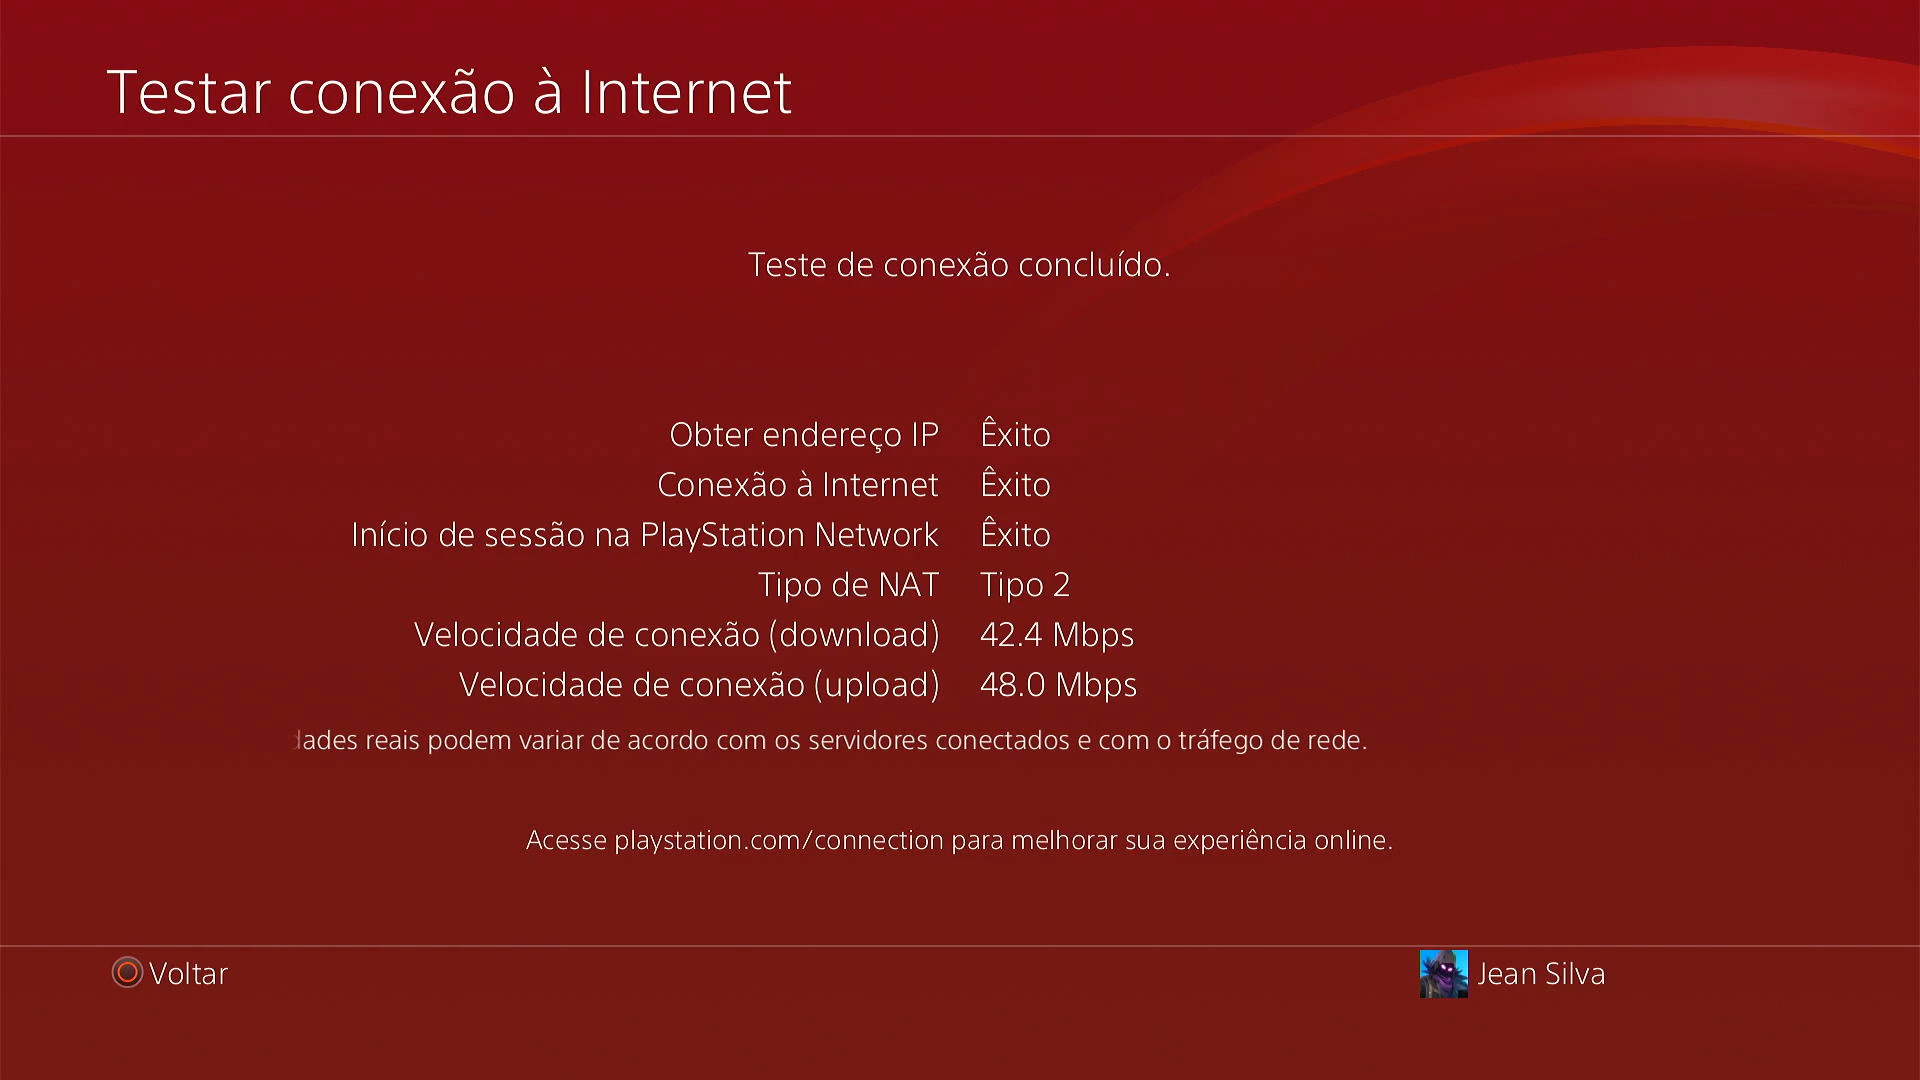 Testar conexão à Internet
Teste de conexão concluído.
Obter endereço IP Êxito
Conexão à Internet Êxito
Início de sessão na PlayStation Network Êxito
Tipo de NAT Tipo 2
Velocidade de conexão (download) 42.4 Mbps
Velocidade de conexão (upload) 48.0 Mbps
dades reais podem variar de acordo com os servidores conectados e com o tráfego de rede.
Acesse playstation.com/connection para melhorar sua experiência online.
Voltar
Jean Silva